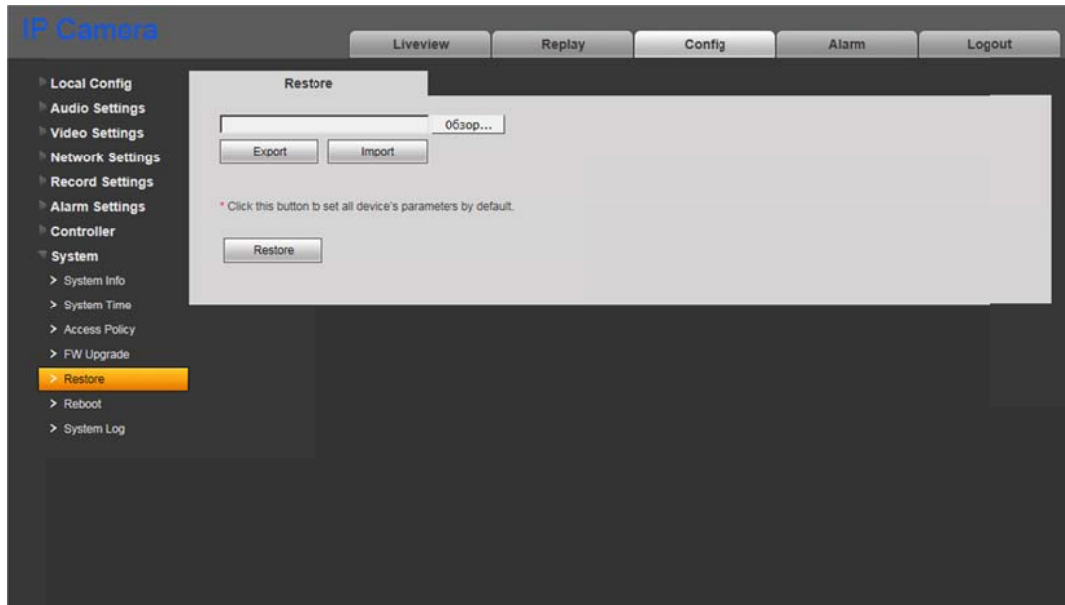 IP Camera
Liveview Replay Config Alarm Logout
Local Config
Audio Settings
Video Settings
Network Settings
Record Settings
Alarm Settings
Controller
System
> System Info
> System Time
> Access Policy
> FW Upgrade
> Restore
> Reboot
> System Log
Restore
Обзор...
Export Import
* Click this button to set all device's parameters by default.
Restore